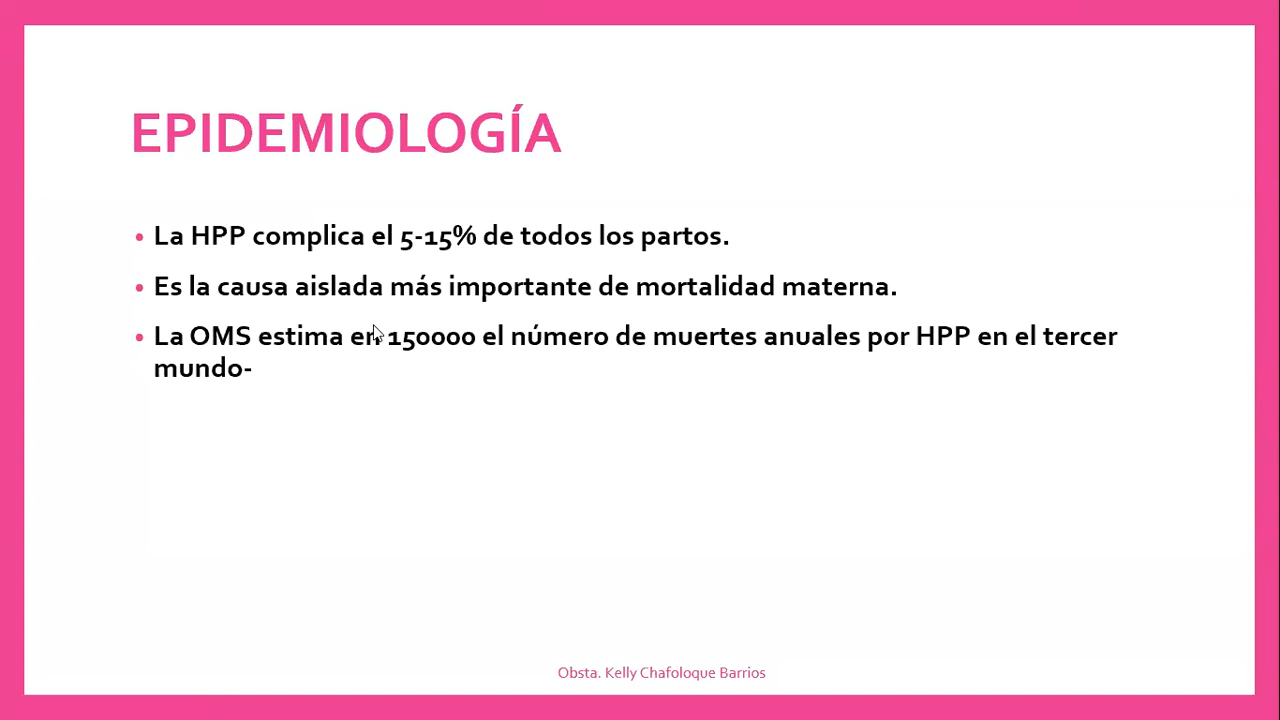 EPIDEMIOLOGÍA
• La HPP complica el 5-15% de todos los partos.
• Es la causa aislada más importante de mortalidad materna.
• La OMS estima en 150000 el número de muertes anuales por HPP en el tercer
mundo-
Obsta. Kelly Chafoloque Barrios